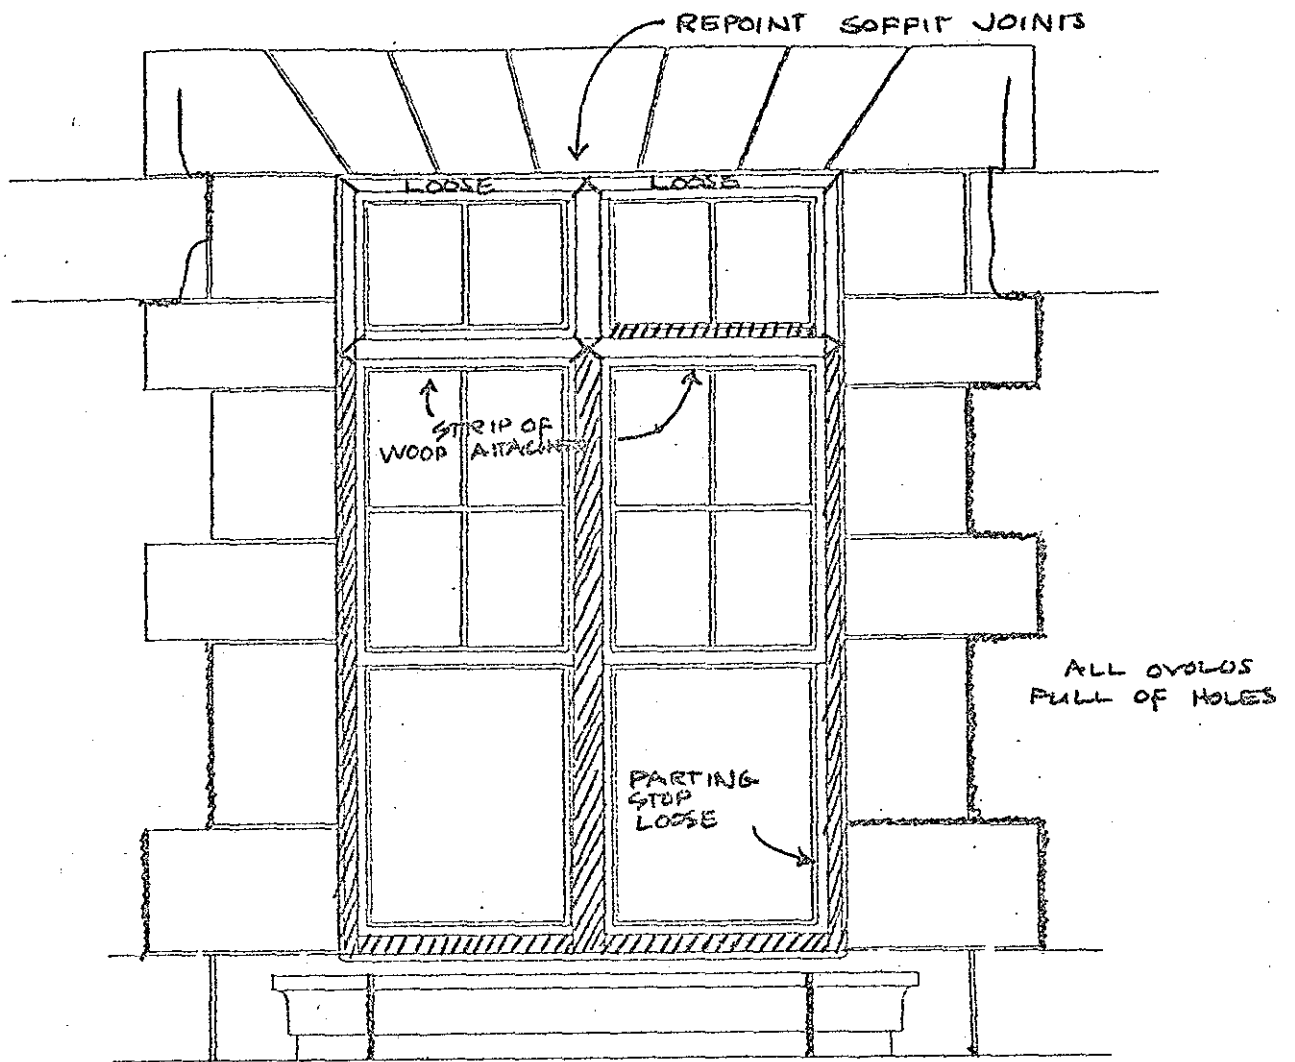 REPOINT SOFFIT JOINTS
LOOSE LOOSE
STRIP OF
WOOD
ALL OVOLOS
FULL OF HOLES
PARTING
STOP
LOOSE